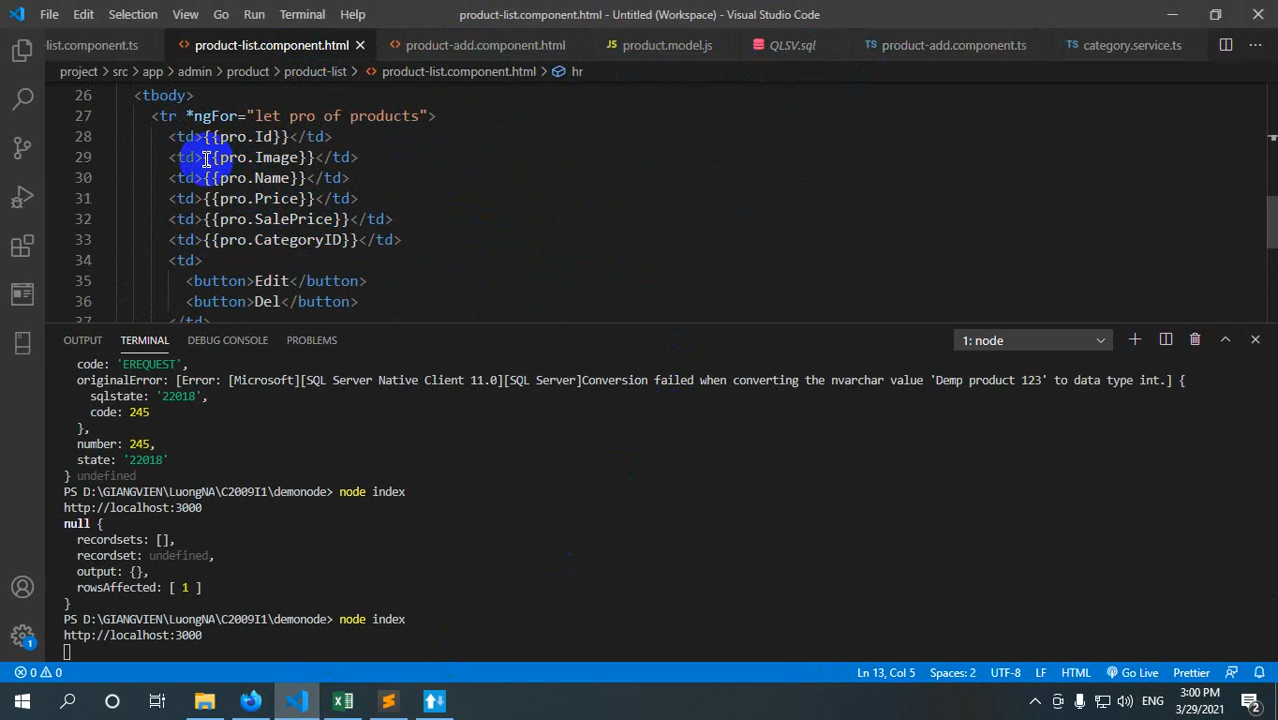 File Edit Selection View Go Run Terminal Help product-list.component.html - Untitled (Workspace) - Visual Studio Code
list.component.ts product-list.component.html product-add.component.html product.model.js QLSV.sql product-add.component.ts category.service.ts
project > src > app > admin > product > product-list > product-list.component.html > hr
26 <tbody>
27 <tr *ngFor="let pro of products">
28 <td>{{pro.Id}}</td>
29 <td>{{pro.Image}}</td>
30 <td>{{pro.Name}}</td>
31 <td>{{pro.Price}}</td>
32 <td>{{pro.SalePrice}}</td>
33 <td>{{pro.CategoryID}}</td>
34 <td>
35 <button>Edit</button>
36 <button>Del</button>
37 </td>
OUTPUT TERMINAL DEBUG CONSOLE PROBLEMS 1: node
code: 'EREQUEST',
originalError: [Error: [Microsoft][SQL Server Native Client 11.0][SQL Server]Conversion failed when converting the nvarchar value 'Demp product 123' to data type int.] {
sqlstate: '22018',
code: 245
},
number: 245,
state: '22018'
} undefined
PS D:\GIANGVIEN\LuongNA\C2009I1\demonode> node index
http://localhost:3000
null {
recordsets: [],
recordset: undefined,
output: {},
rowsAffected: [ 1 ]
}
PS D:\GIANGVIEN\LuongNA\C2009I1\demonode> node index
http://localhost:3000
0 0 Ln 13, Col 5 Spaces: 2 UTF-8 LF HTML Go Live Prettier
1
ENG 3:00 PM
3/29/2021 2